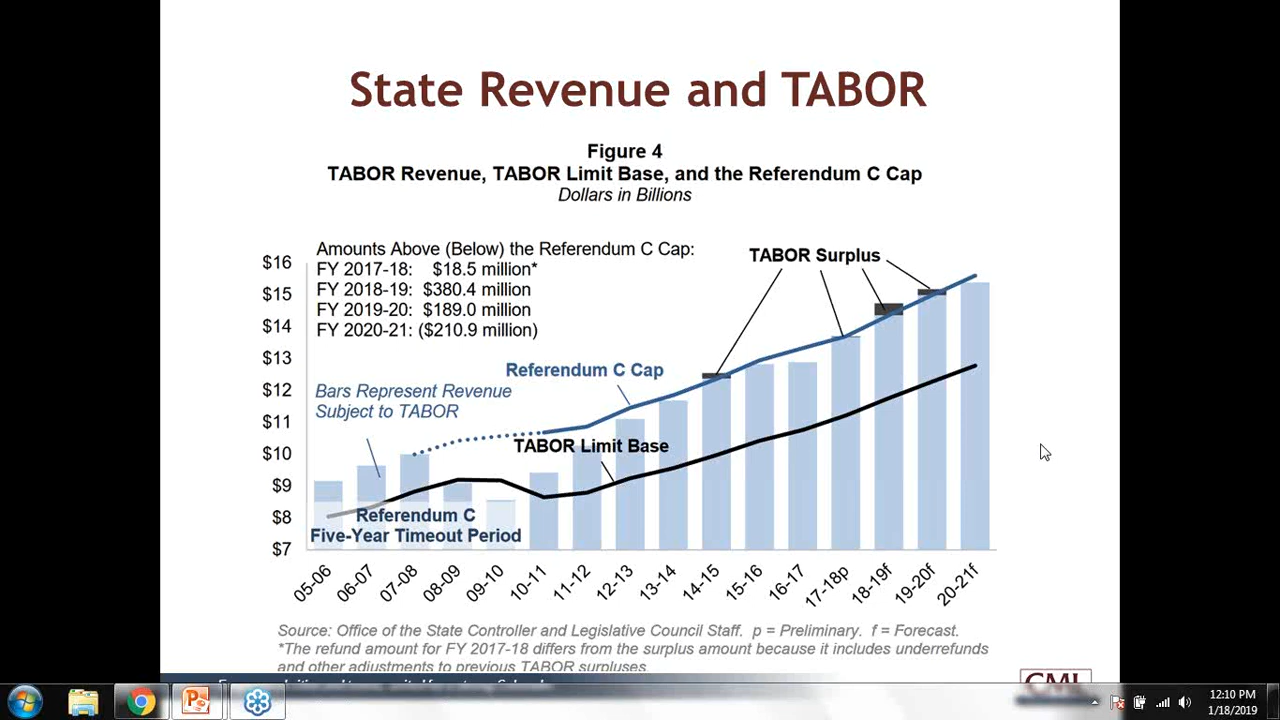 State Revenue and TABOR
Figure 4
TABOR Revenue, TABOR Limit Base, and the Referendum C Cap
Dollars in Billions
Amounts Above (Below) the Referendum C Cap:
FY 2017-18: $18.5 million*
FY 2018-19: $380.4 million
FY 2019-20: $189.0 million
FY 2020-21: ($210.9 million)
TABOR Surplus
$16
$15
$14
$13
$12
$11
$10
$9
$8
$7
Referendum C Cap
Bars Represent Revenue
Subject to TABOR
TABOR Limit Base
Referendum C
Five-Year Timeout Period
05-06
06-07
07-08
08-09
09-10
10-11
11-12
12-13
13-14
14-15
15-16
16-17
17-18p
18-19f
19-20f
20-21f
Source: Office of the State Controller and Legislative Council Staff. p = Preliminary. f = Forecast.
*The refund amount for FY 2017-18 differs from the surplus amount because it includes underrefunds
and other adjustments to previous TABOR surpluses.
CML
12:10 PM
1/18/2019